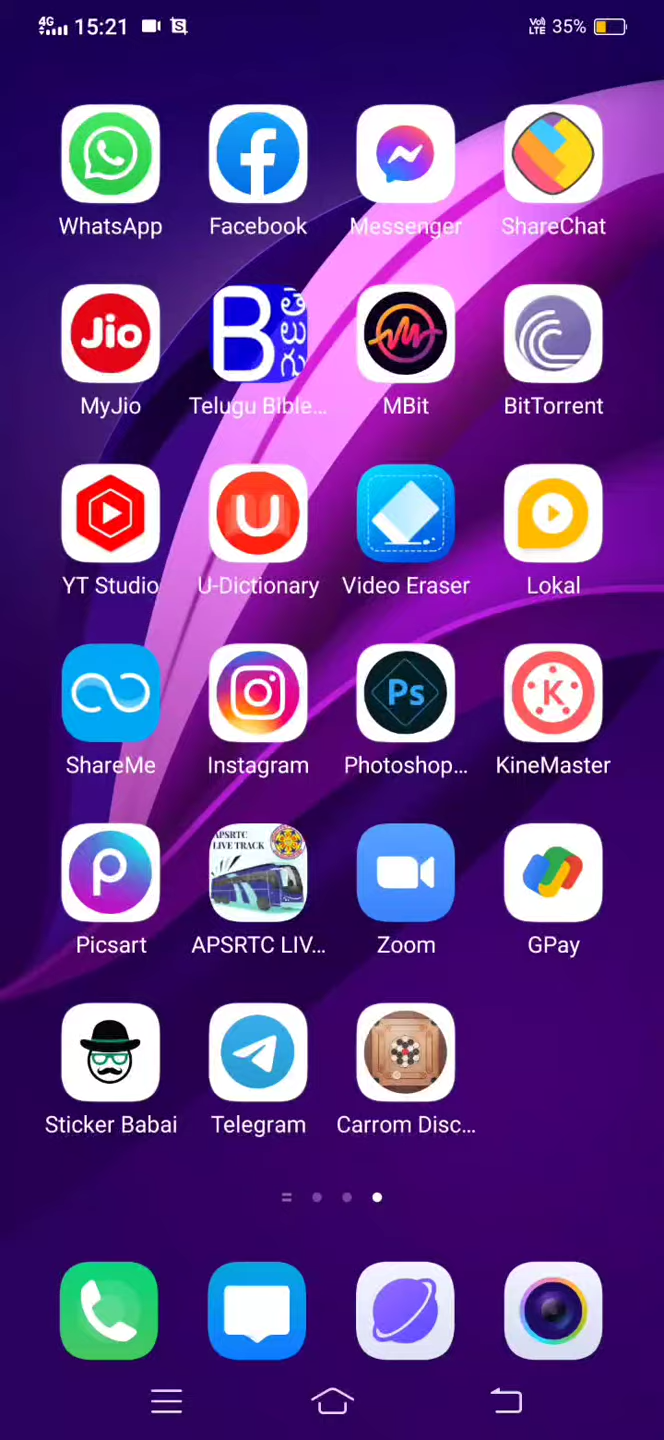 4G 15:21 VoLTE 35%
WhatsApp Facebook Messenger ShareChat
Jio B తెలుగు
MyJio Telugu Bible... MBit BitTorrent
U
YT Studio U-Dictionary Video Eraser Lokal
Ps K
ShareMe Instagram Photoshop... KineMaster
APSRTC
LIVE TRACK
Picsart APSRTC LIV... Zoom GPay
Sticker Babai Telegram Carrom Disc...